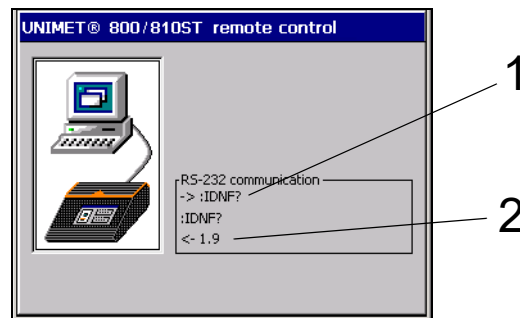 UNIMET® 800/810ST remote control
1
RS-232 communication
-> :IDNF?
:IDNF?
<- 1.9
2